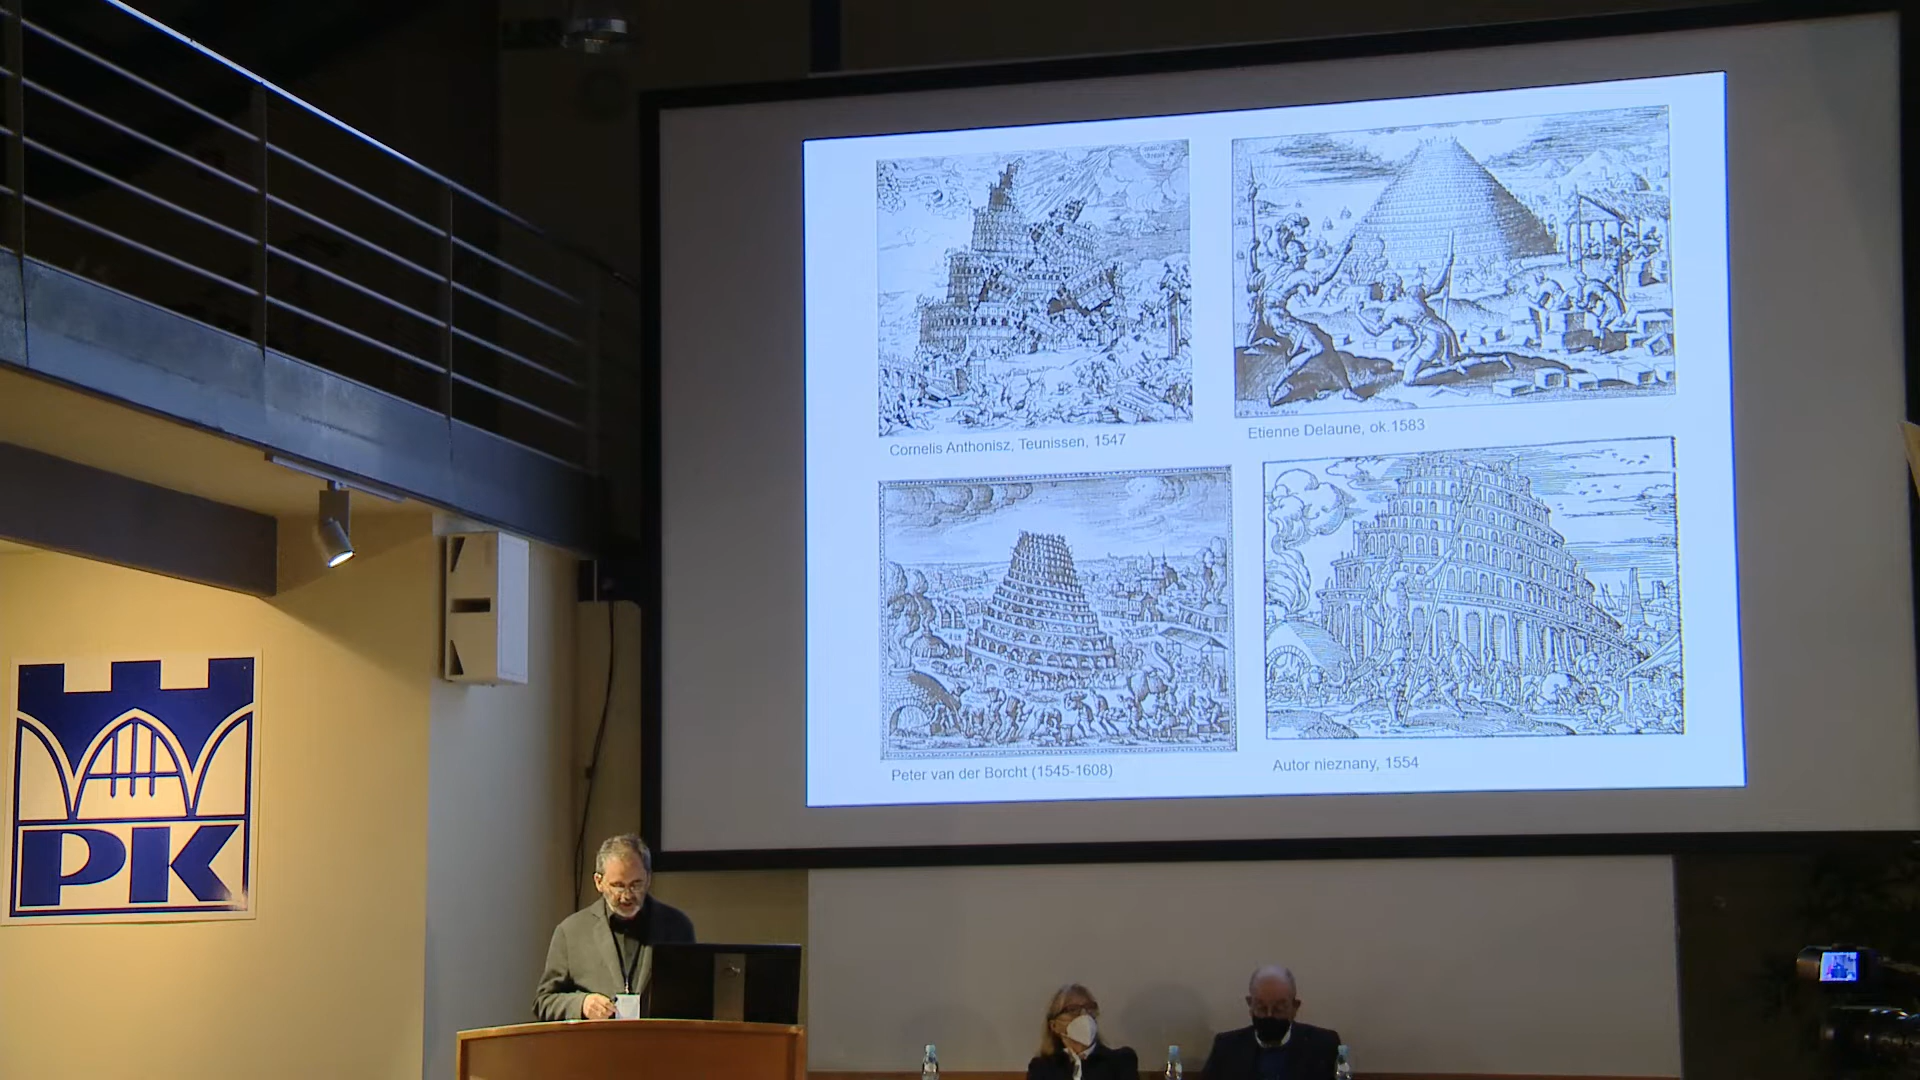 Cornelis Anthonisz, Teunissen, 1547
Etienne Delaune, ok.1583
Peter van der Borcht (1545-1608)
Autor nieznany, 1554
PK